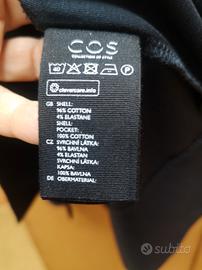 COS
COLLECTION OF STYLE
40
P
clevercare.info
GB SHELL:
96% COTTON
4% ELASTANE
SHELL:
POCKET:
100% COTTON
CZ SVRCHNÍ LÁTKA:
96% BAVLNA
4% ELASTAN
SVRCHNÍ LÁTKA:
KAPSA:
100% BAVLNA
DE OBERMATERIAL:
subito